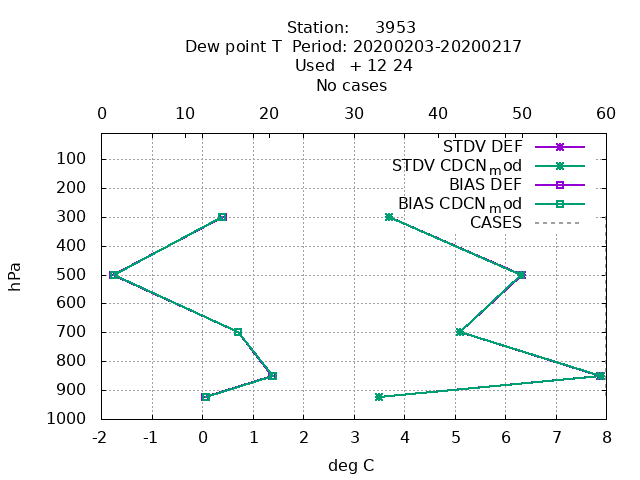 Station: 3953
Dew point T Period: 20200203-20200217
Used + 12 24
No cases
0 10 20 30 40 50 60
STDV DEF
STDV CDCNmod
BIAS DEF
BIAS CDCNmod
CASES
100
200
300
400
500
600
700
800
900
1000
hPa
-2 -1 0 1 2 3 4 5 6 7 8
deg C